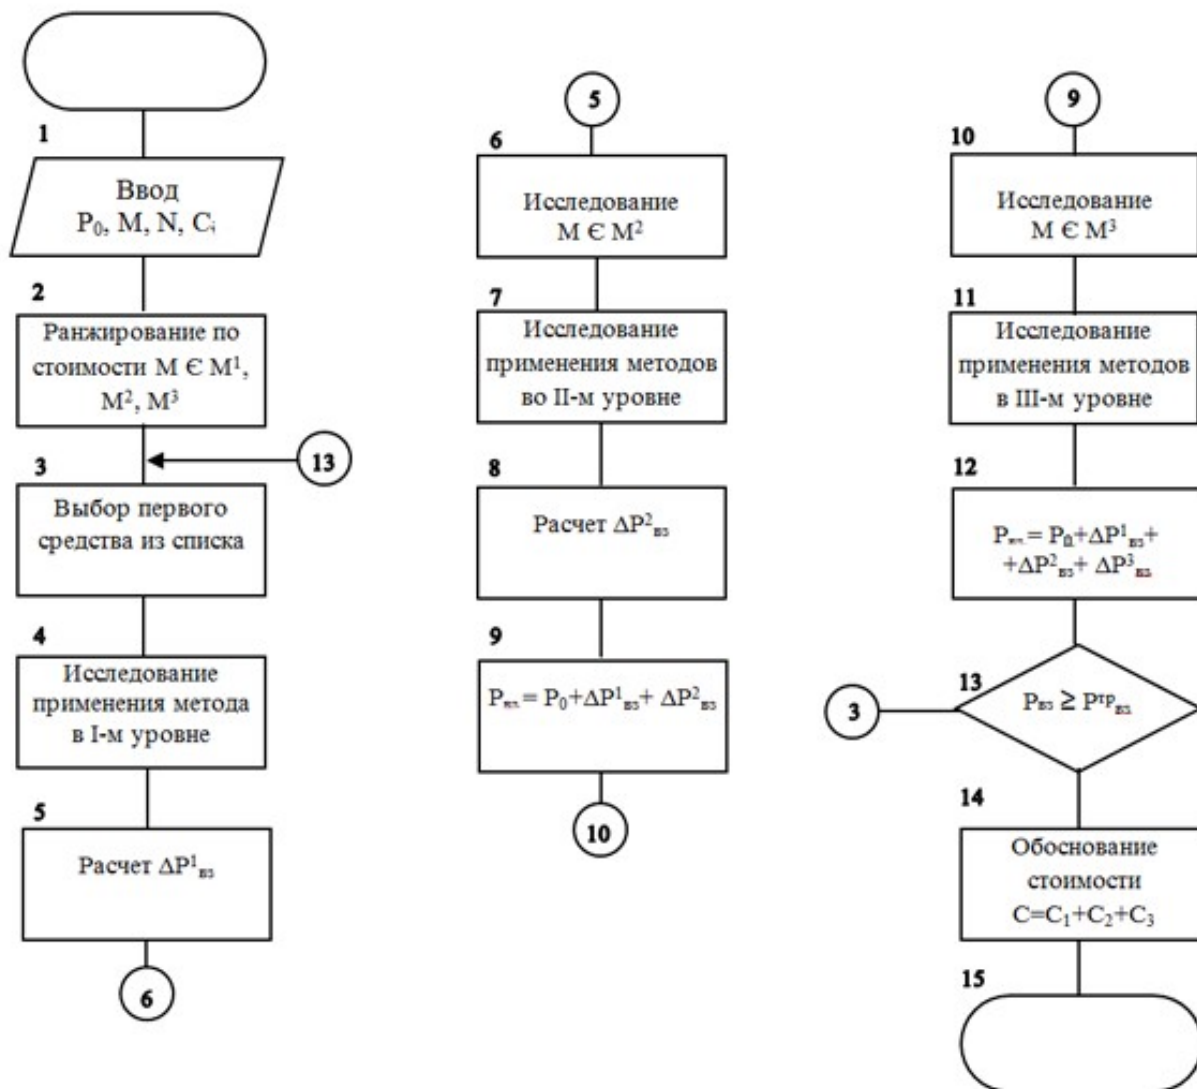 1
Ввод
P₀, M, N, Cᵢ
2
Ранжирование по
стоимости M Є M¹,
M², M³
13
3
Выбор первого
средства из списка
4
Исследование
применения метода
в I-м уровне
5
Расчет ΔP¹вз
6
5
6
Исследование
M Є M²
7
Исследование
применения методов
во II-м уровне
8
Расчет ΔP²вз
9
= P₀+ΔP¹вз+ ΔP²вз
10
9
10
Исследование
M Є M³
11
Исследование
применения методов
в III-м уровне
12
= P₀+ΔP¹вз+
+ΔP²вз+ ΔP³вз
13
Pвз ≥ Pᵀᴾвз
3
14
Обоснование
стоимости
C=C₁+C₂+C₃
15